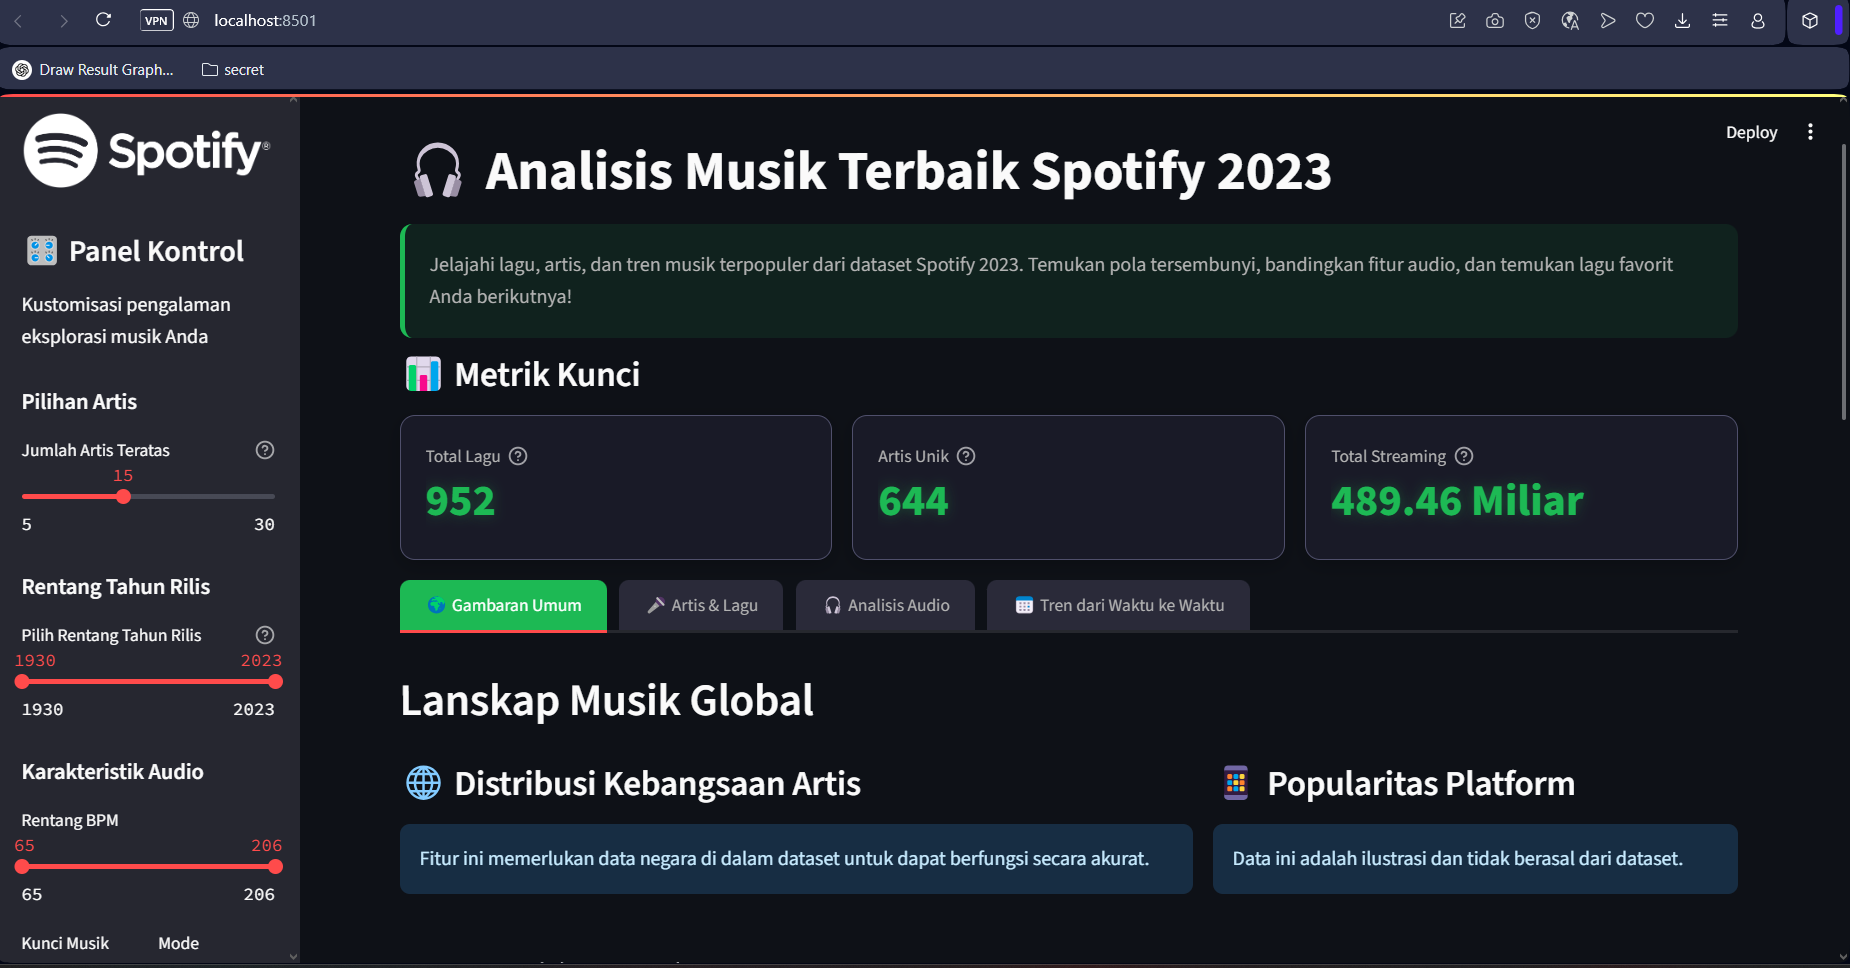 VPN
localhost:8501
Draw Result Graph...
secret
Spotify®
Panel Kontrol
Kustomisasi pengalaman
eksplorasi musik Anda
Pilihan Artis
Jumlah Artis Teratas
15
5 30
Rentang Tahun Rilis
Pilih Rentang Tahun Rilis
1930 2023
1930 2023
Karakteristik Audio
Rentang BPM
65 206
65 206
Kunci Musik Mode
Deploy
Analisis Musik Terbaik Spotify 2023
Jelajahi lagu, artis, dan tren musik terpopuler dari dataset Spotify 2023. Temukan pola tersembunyi, bandingkan fitur audio, dan temukan lagu favorit
Anda berikutnya!
Metrik Kunci
Total Lagu
952
Artis Unik
644
Total Streaming
489.46 Miliar
Gambaran Umum
Artis & Lagu
Analisis Audio
Tren dari Waktu ke Waktu
Lanskap Musik Global
Distribusi Kebangsaan Artis
Fitur ini memerlukan data negara di dalam dataset untuk dapat berfungsi secara akurat.
Popularitas Platform
Data ini adalah ilustrasi dan tidak berasal dari dataset.